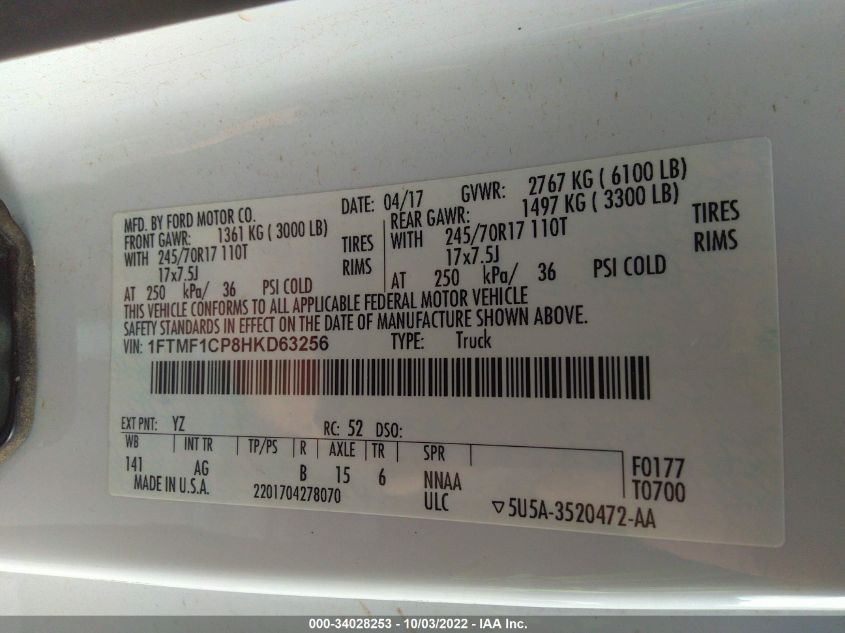 MFD. BY FORD MOTOR CO.
DATE: 04/17 GVWR: 2767 KG ( 6100 LB)
FRONT GAWR: 1361 KG ( 3000 LB)
REAR GAWR: 1497 KG ( 3300 LB)
WITH 245/70R17 110T TIRES
WITH 245/70R17 110T TIRES
17x7.5J RIMS
17x7.5J RIMS
AT 250 kPa/ 36 PSI COLD
AT 250 kPa/ 36 PSI COLD
THIS VEHICLE CONFORMS TO ALL APPLICABLE FEDERAL MOTOR VEHICLE
SAFETY STANDARDS IN EFFECT ON THE DATE OF MANUFACTURE SHOWN ABOVE.
VIN: 1FTMF1CP8HKD63256 TYPE: Truck
EXT PNT: YZ RC: 52 DSO:
WB INT TR TP/PS R AXLE TR SPR
141 AG B 15 6 NNAA F0177
MADE IN U.S.A. 2201704278070 ULC T0700
▽5U5A-3520472-AA
000-34028253 - 10/03/2022 - IAA Inc.